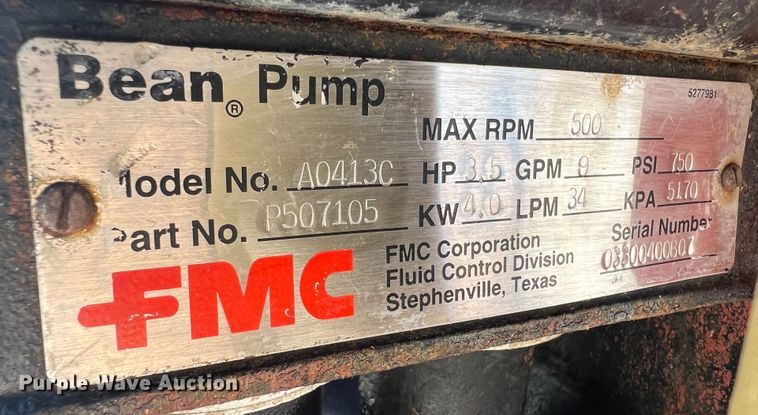 Bean® Pump
5277981
MAX RPM 500
Model No. A0413C HP 3.5 GPM 9 PSI 750
Part No. P507105 KW 4.0 LPM 34 KPA 5170
FMC
FMC Corporation
Fluid Control Division
Stephenville, Texas
Serial Number
Purple Wave Auction